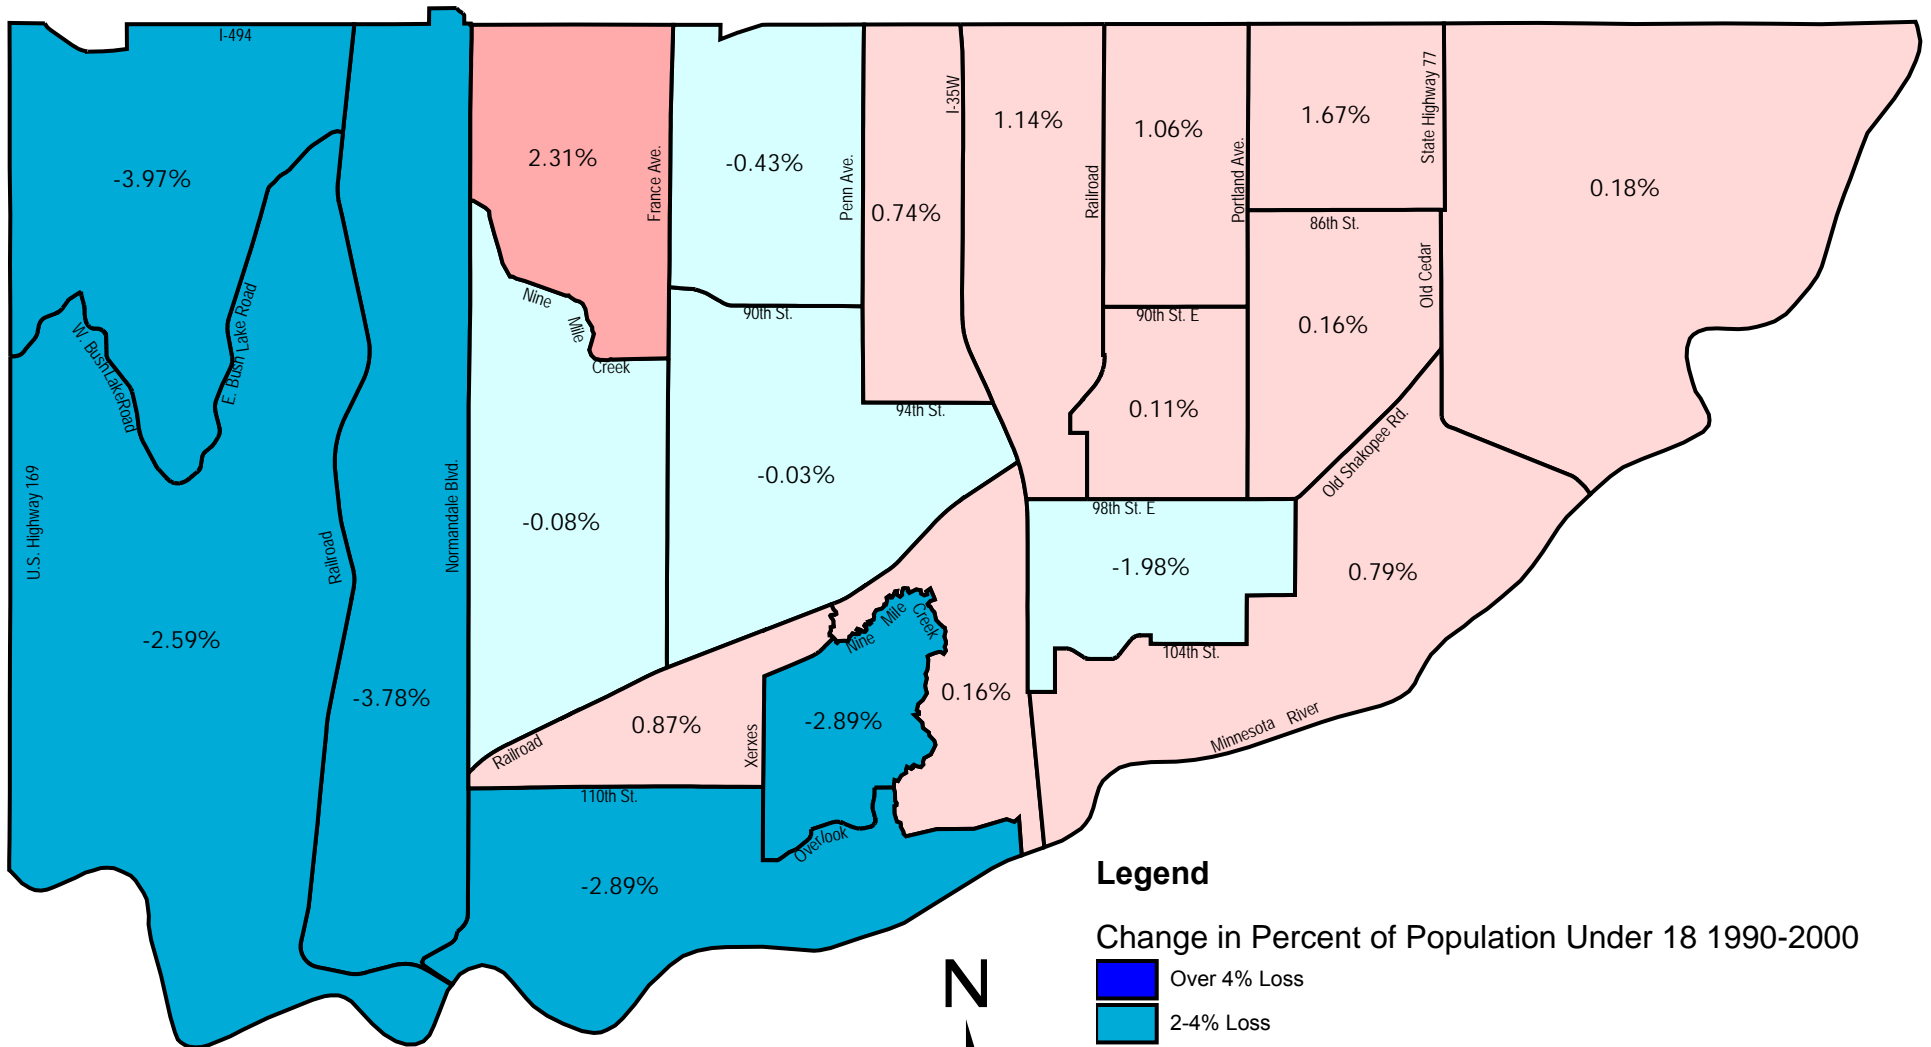 I-494
-3.97%
W. Bush Lake Road
E. Bush Lake Road
U.S. Highway 169
-2.59%
Railroad
-3.78%
Normandale Blvd.
2.31%
France Ave.
Nine Mile Creek
-0.08%
-0.43%
Penn Ave.
90th St.
0.74%
I-35W
94th St.
-0.03%
1.14%
Railroad
1.06%
Portland Ave.
90th St. E
0.11%
1.67%
State Highway 77
86th St.
0.16%
Old Cedar
Old Shakopee Rd.
0.18%
98th St. E
-1.98%
104th St.
0.79%
Minnesota River
Railroad
0.87%
110th St.
Xerxes
Nine Mile Creek
-2.89%
Overlook
0.16%
-2.89%
N
Legend
Change in Percent of Population Under 18 1990-2000
Over 4% Loss
2-4% Loss